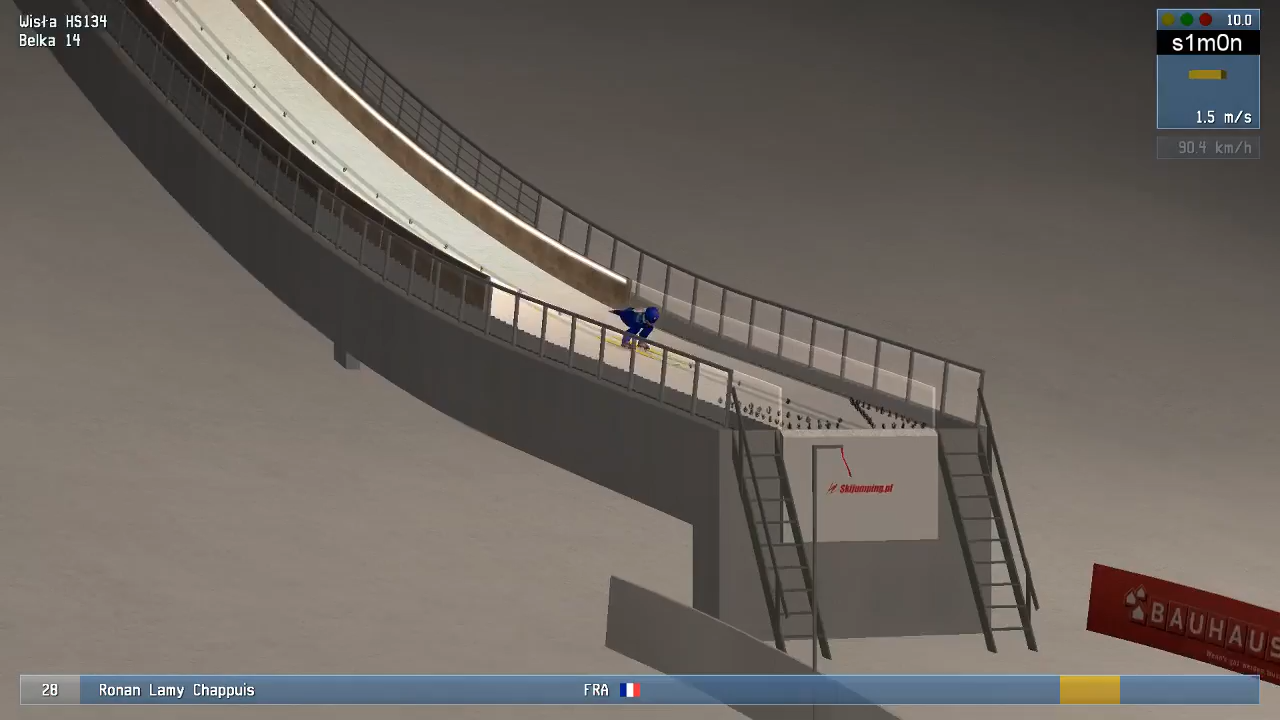 Wisła HS134
Belka 14
10.0
s1m0n
1.5 m/s
90.4 km/h
Skijumping.pl
BAUHAUS
28 Ronan Lamy Chappuis FRA